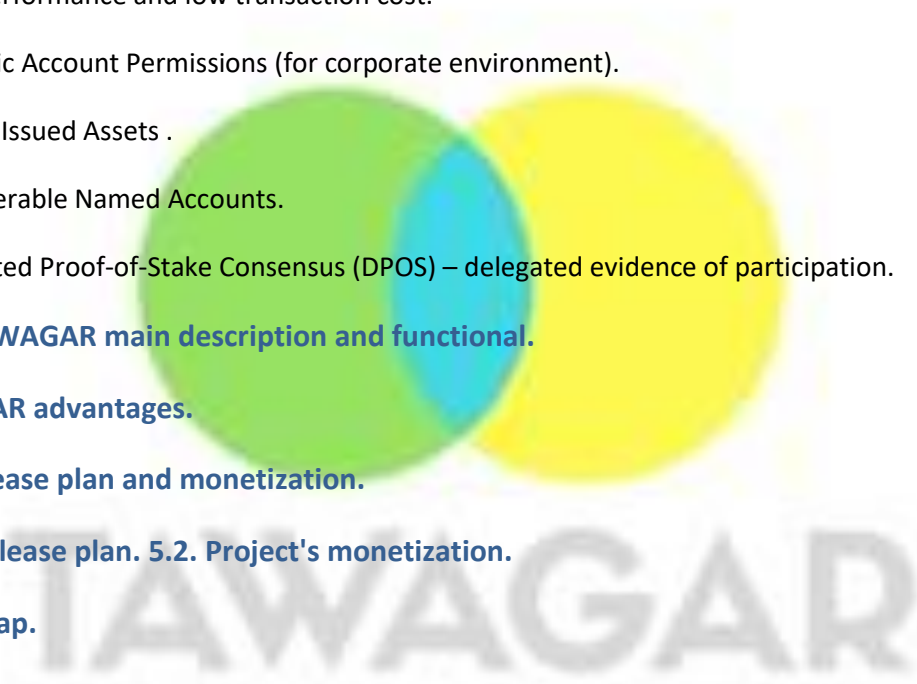 rformance and low transaction cost.
ic Account Permissions (for corporate environment).
Issued Assets .
erable Named Accounts.
ted Proof-of-Stake Consensus (DPOS) – delegated evidence of participation.
WAGAR main description and functional.
AR advantages.
ease plan and monetization.
lease plan. 5.2. Project's monetization.
ap.
TAWAGAR